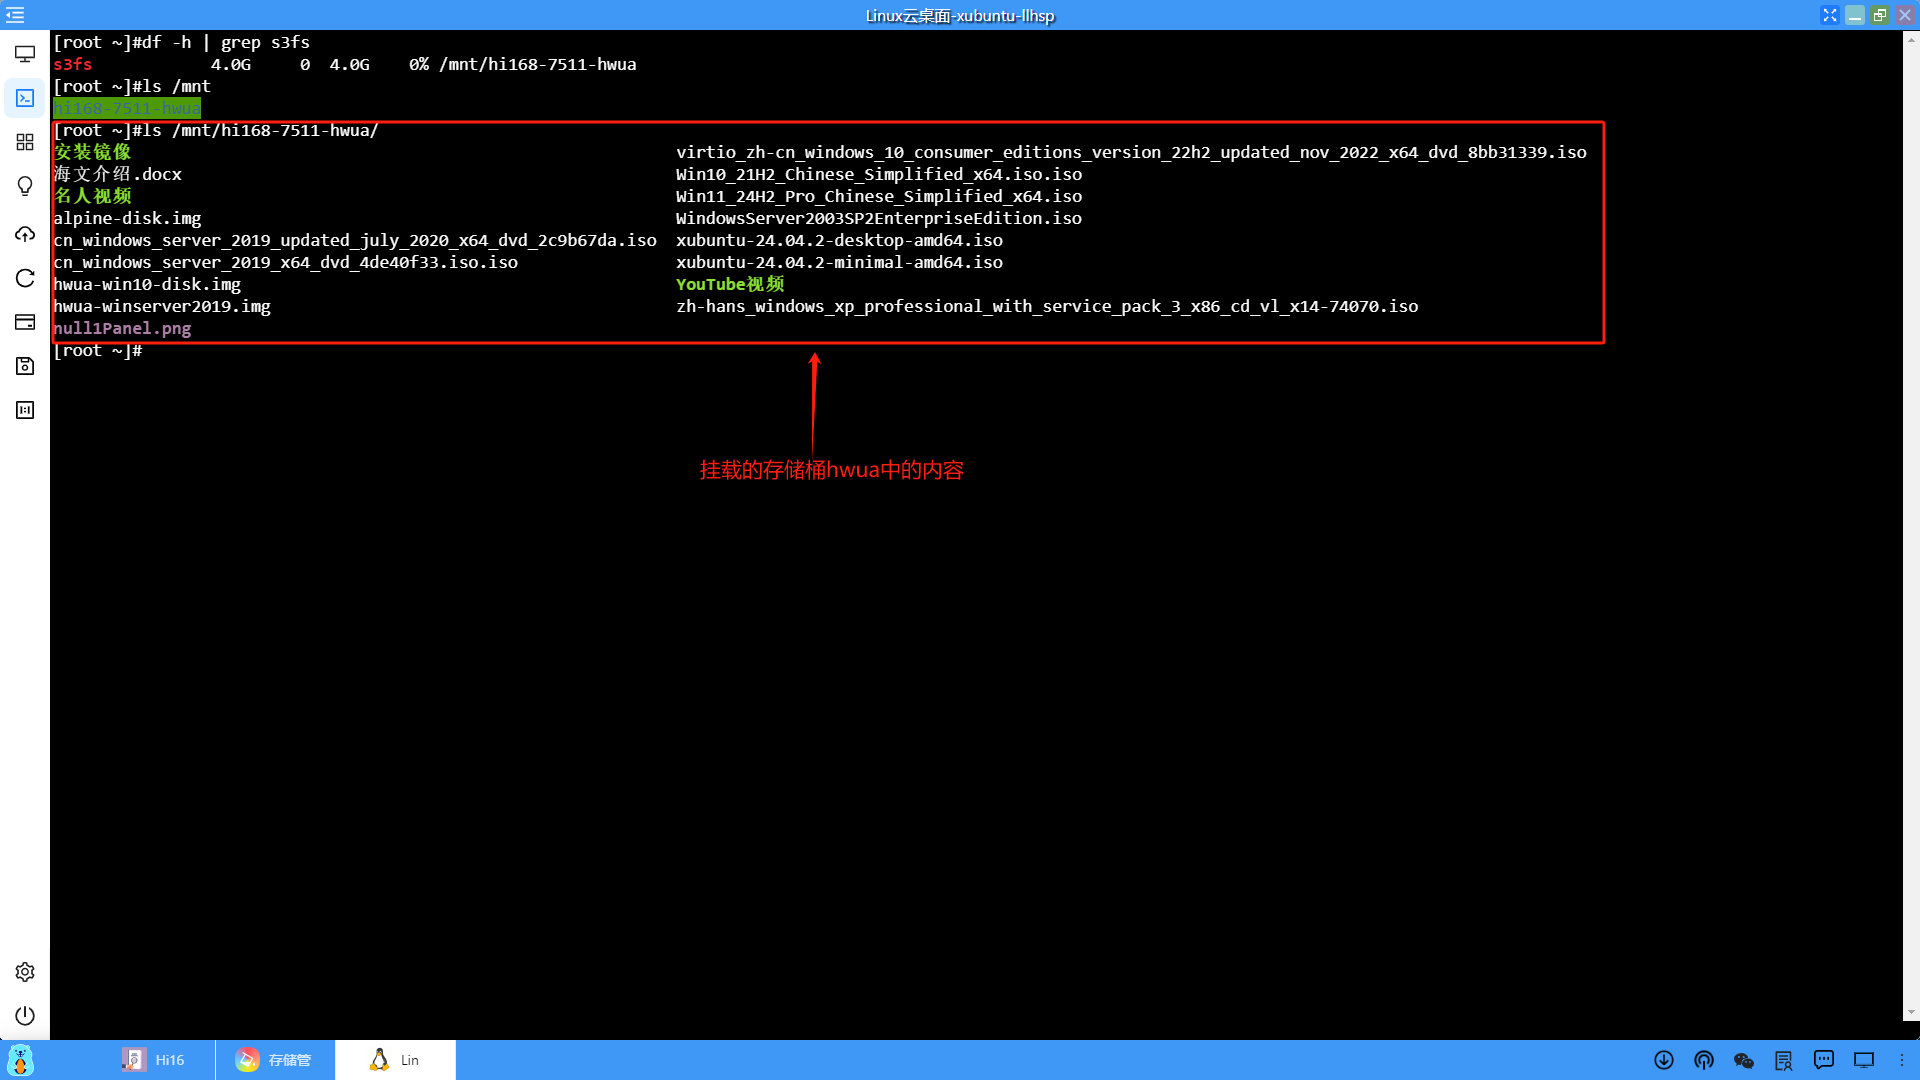 Linux云桌面-xubuntu-llhsp
[root ~]#df -h | grep s3fs
s3fs 4.0G 0 4.0G 0% /mnt/hi168-7511-hwua
[root ~]#ls /mnt
hi168-7511-hwua
[root ~]#ls /mnt/hi168-7511-hwua/
安装镜像 virtio_zh-cn_windows_10_consumer_editions_version_22h2_updated_nov_2022_x64_dvd_8bb31339.iso
海文介绍.docx Win10_21H2_Chinese_Simplified_x64.iso.iso
名人视频 Win11_24H2_Pro_Chinese_Simplified_x64.iso
alpine-disk.img WindowsServer2003SP2EnterpriseEdition.iso
cn_windows_server_2019_updated_july_2020_x64_dvd_2c9b67da.iso xubuntu-24.04.2-desktop-amd64.iso
cn_windows_server_2019_x64_dvd_4de40f33.iso.iso xubuntu-24.04.2-minimal-amd64.iso
hwua-win10-disk.img YouTube视频
hwua-winserver2019.img zh-hans_windows_xp_professional_with_service_pack_3_x86_cd_vl_x14-74070.iso
null1Panel.png
[root ~]#
挂载的存储桶hwua中的内容
Hi16 存储管 Lin